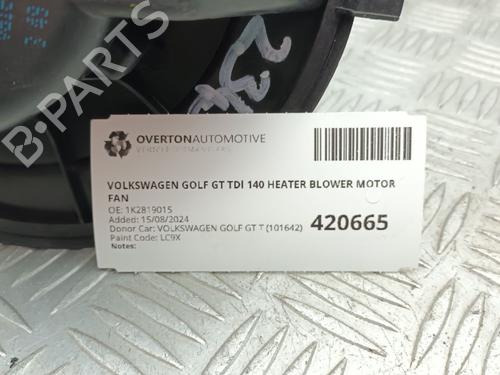 B-PARTS
OVERTONAUTOMOTIVE
VOLKSWAGEN GOLF GT TDI 140 HEATER BLOWER MOTOR
FAN
OE: 1K2819015
Added: 15/08/2024
Donor Car: VOLKSWAGEN GOLF GT T (101642)
420665
Paint Code: LC9X
Notes: